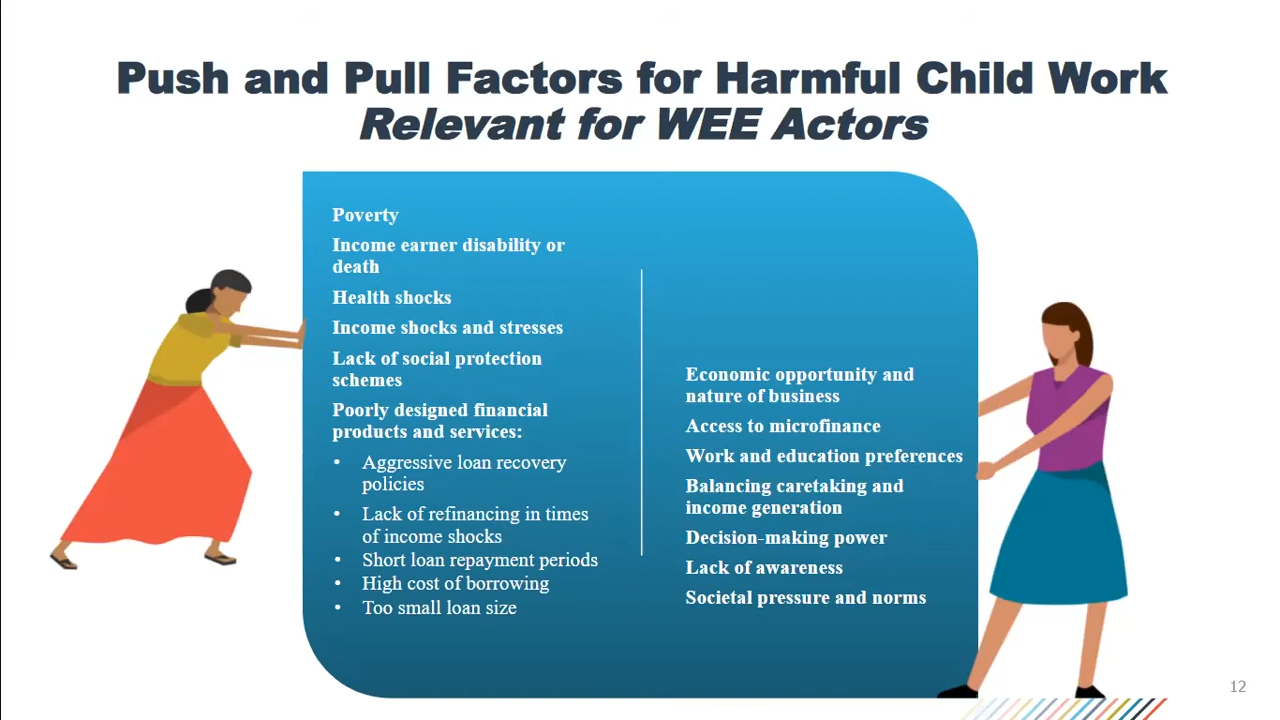 Push and Pull Factors for Harmful Child Work
Relevant for WEE Actors
Poverty
Income earner disability or
death
Health shocks
Income shocks and stresses
Lack of social protection
schemes
Poorly designed financial
products and services:
• Aggressive loan recovery
policies
• Lack of refinancing in times
of income shocks
• Short loan repayment periods
• High cost of borrowing
• Too small loan size
Economic opportunity and
nature of business
Access to microfinance
Work and education preferences
Balancing caretaking and
income generation
Decision-making power
Lack of awareness
Societal pressure and norms
12